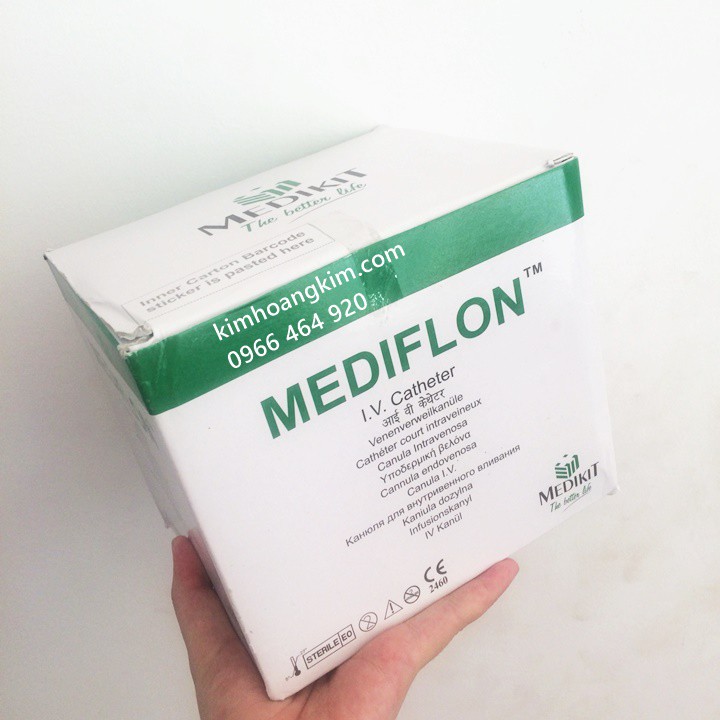 MEDIKIT
The better life
Inner Carton Barcode
sticker is pasted here
kimhoangkim.com
0966 464 920
MEDIFLON™
I.V. Catheter
आई वी केथेटर
Venenverweilkanüle
Cathéter court intraveineux
Canula Intravenosa
Υποδερμική βελόνα
Cannula endovenosa
Canula I.V.
Канюля для внутривенного вливания
Kaniula dozylna
Infusionskanyl
IV Kanül
MEDIKIT
The better life
STERILE EO
2
CE
2460